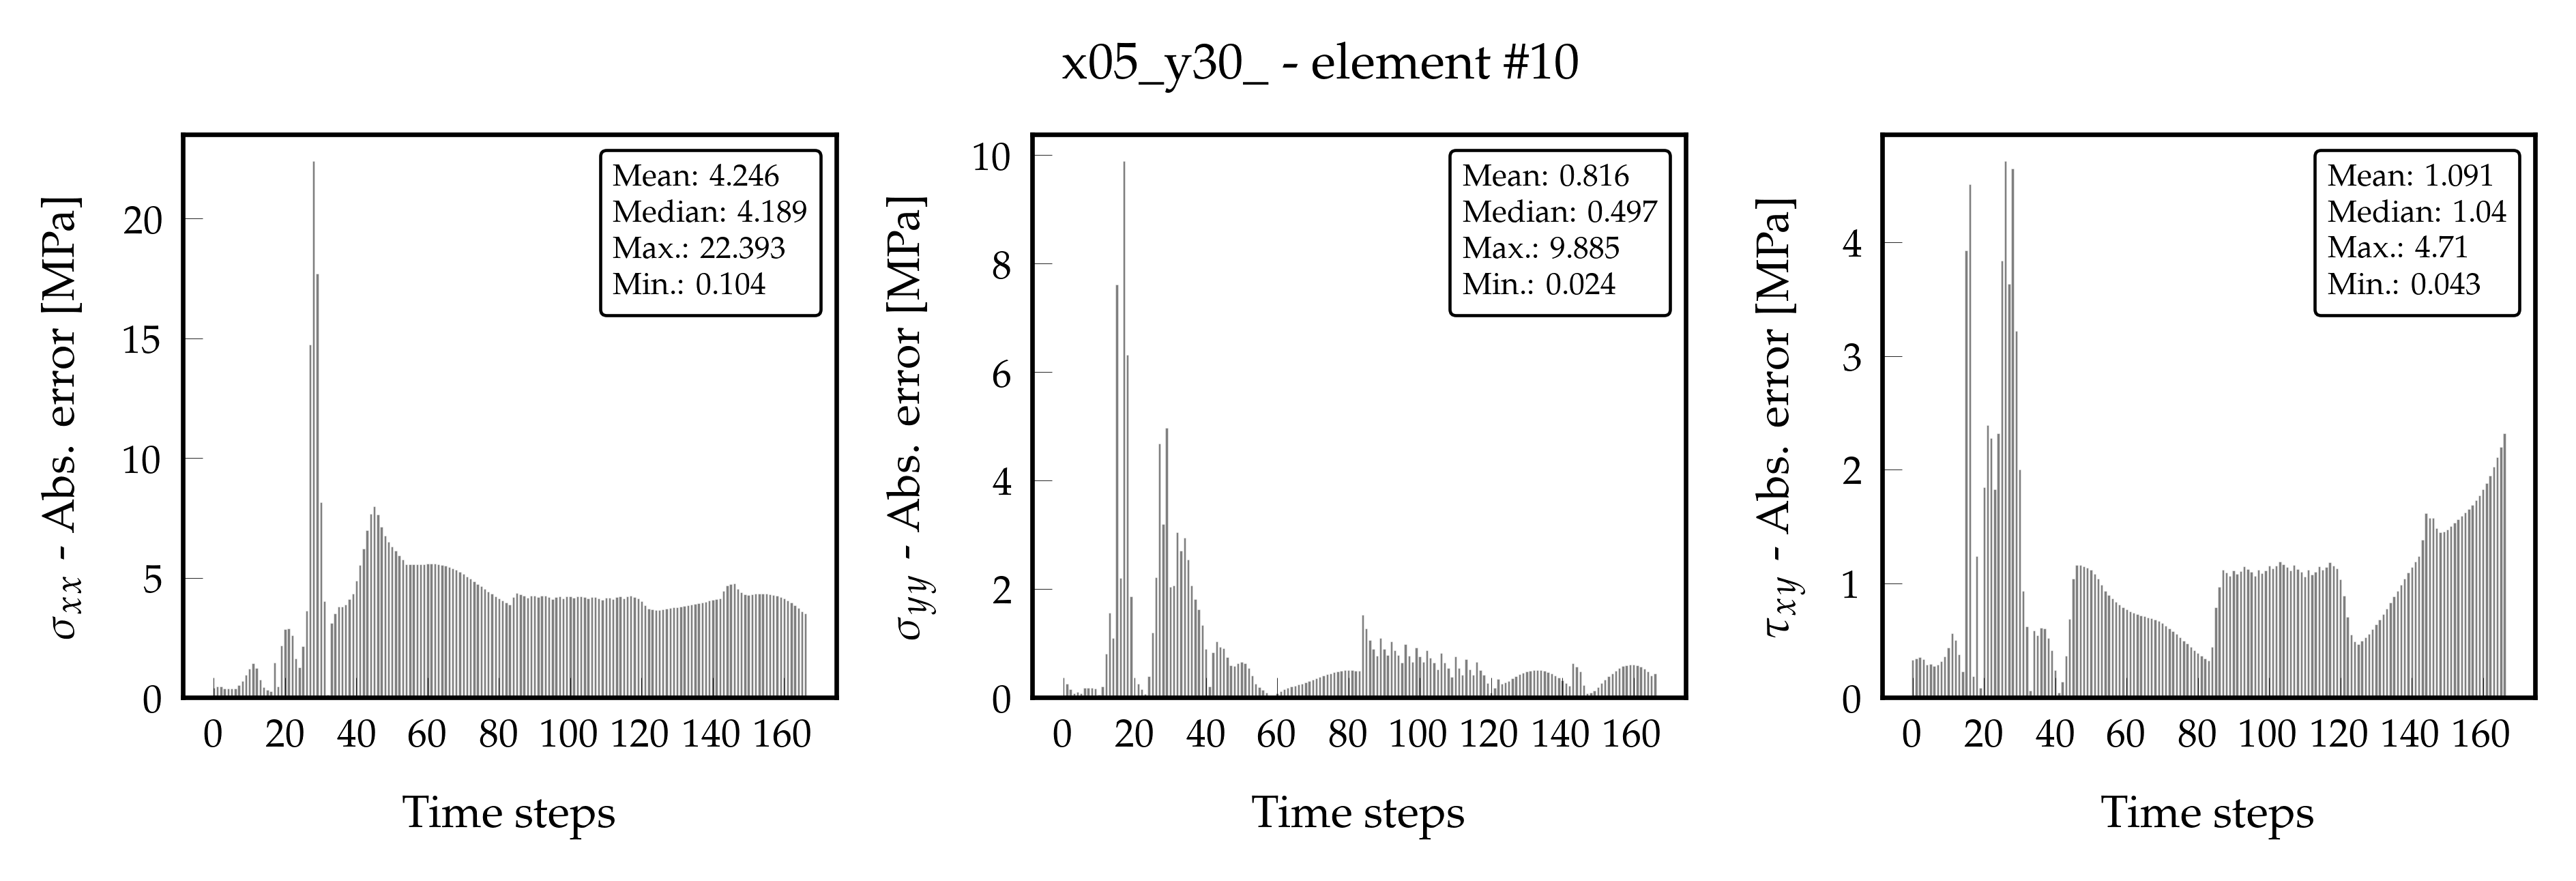 x05_y30_ - element #10
σxx - Abs. error [MPa]
20
15
10
5
0
Mean: 4.246
Median: 4.189
Max.: 22.393
Min.: 0.104
0 20 40 60 80 100 120 140 160
Time steps
σyy - Abs. error [MPa]
10
8
6
4
2
0
Mean: 0.816
Median: 0.497
Max.: 9.885
Min.: 0.024
0 20 40 60 80 100 120 140 160
Time steps
τxy - Abs. error [MPa]
4
3
2
1
0
Mean: 1.091
Median: 1.04
Max.: 4.71
Min.: 0.043
0 20 40 60 80 100 120 140 160
Time steps